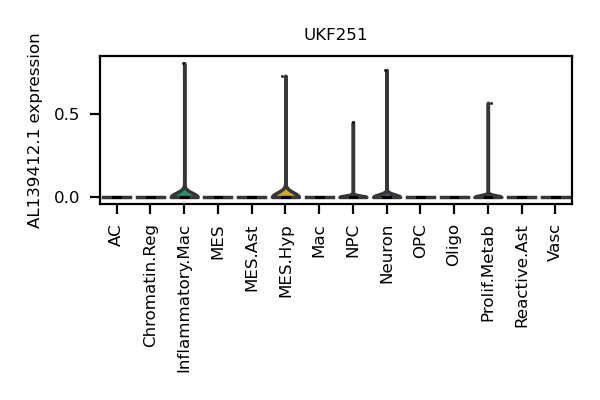 UKF251
AL139412.1 expression
0.5
0.0
AC
Chromatin.Reg
Inflammatory.Mac
MES
MES.Ast
MES.Hyp
Mac
NPC
Neuron
OPC
Oligo
Prolif.Metab
Reactive.Ast
Vasc